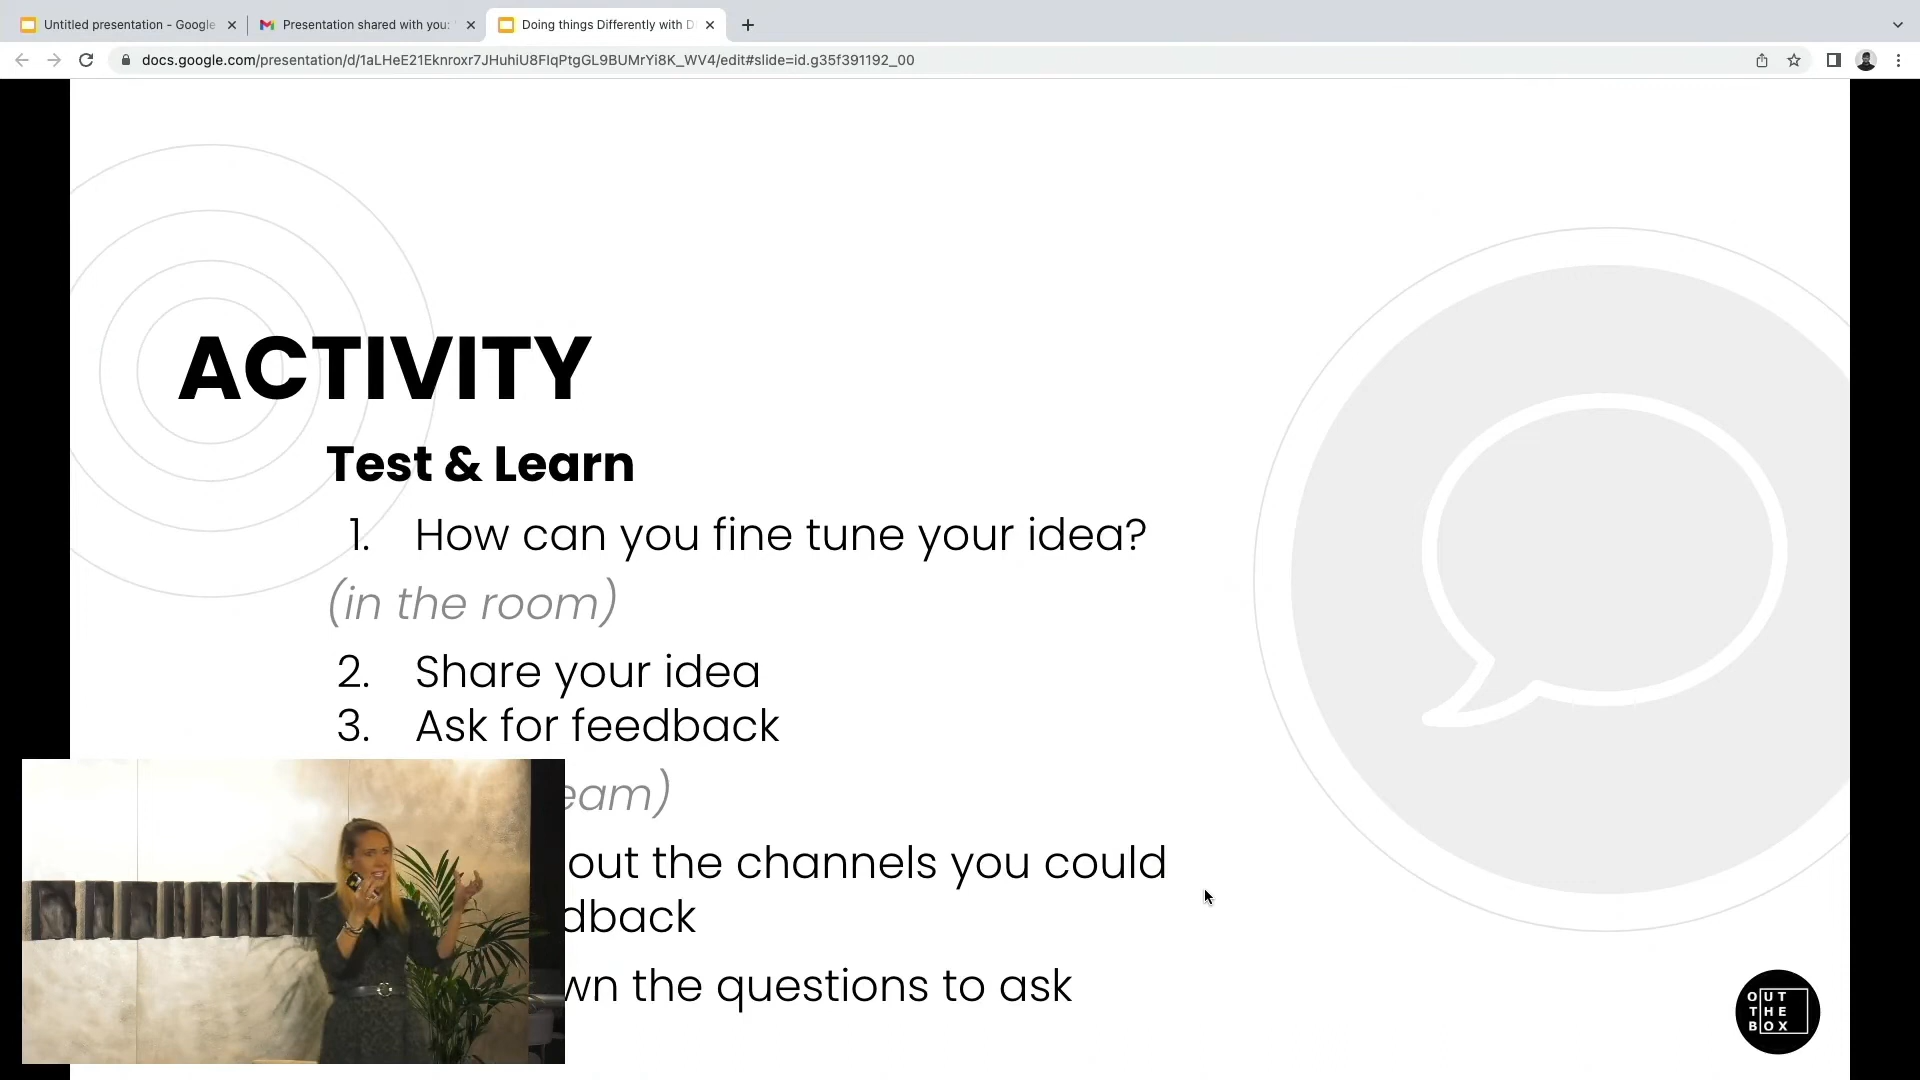 Untitled presentation - Google
Presentation shared with you:
Doing things Differently with D
docs.google.com/presentation/d/1aLHeE21Eknroxr7JHuhiU8FIqPtgGL9BUMrYi8K_WV4/edit#slide=id.g35f391192_00
ACTIVITY
Test & Learn
1. How can you fine tune your idea?
(in the room)
2. Share your idea
3. Ask for feedback
eam)
out the channels you could
dback
wn the questions to ask
OUT
THE
BOX